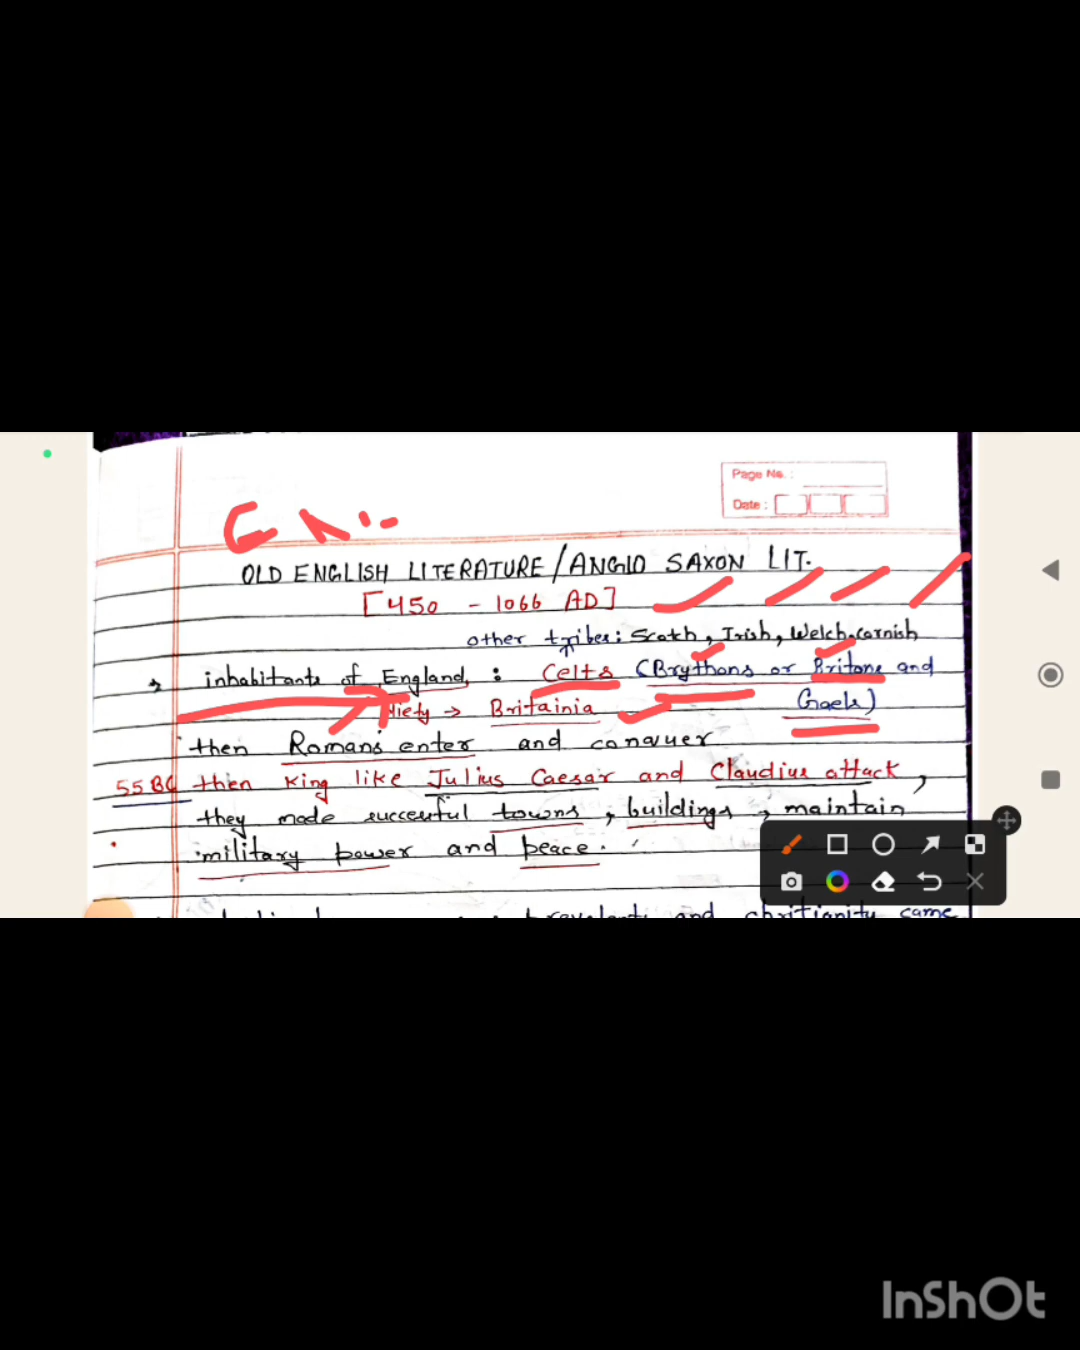 Page No. :
Date :
OLD ENGLISH LITERATURE / ANGLO SAXON LIT.
[450 - 1066 AD]
other tribes: Scoth, Irish, Welch, Cornish
→ inhabitants of England : Celts (Brythons or Britons and
Gaels)
→ Britainia
then Romans enter and conquer
55 BC then King like Julius Caesar and Claudius attack,
they made successful towns, buildings, maintain
military power and peace.
and christianity came
InShOt